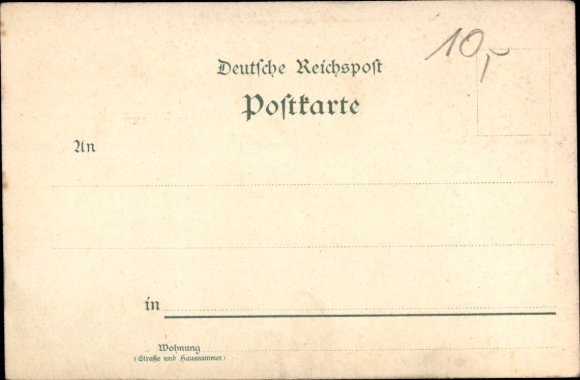 10,-
Deutsche Reichspost
Postkarte
An
in
Wohnung
(Straße und Hausnummer)